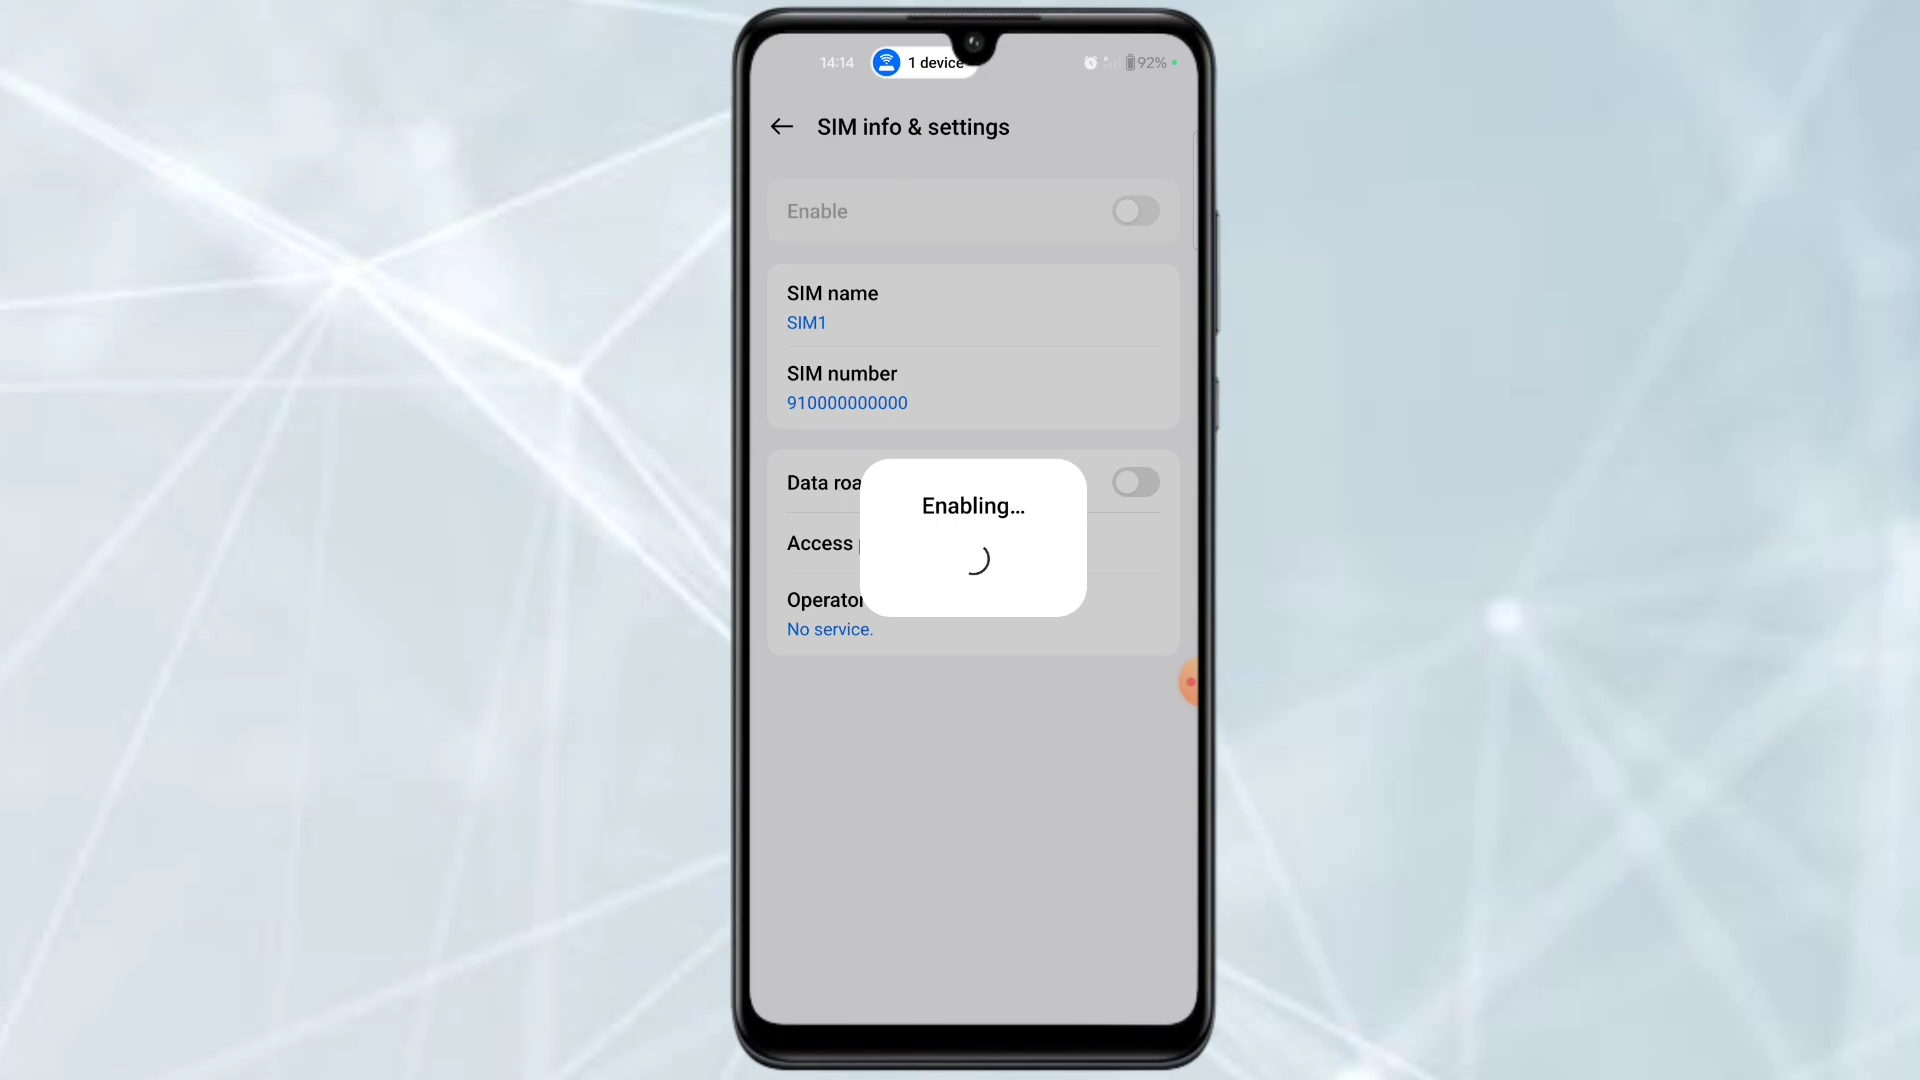 14:14 1 device 92%
SIM info & settings
Enable
SIM name
SIM1
SIM number
910000000000
Data roa
Enabling...
Access
Operator
No service.